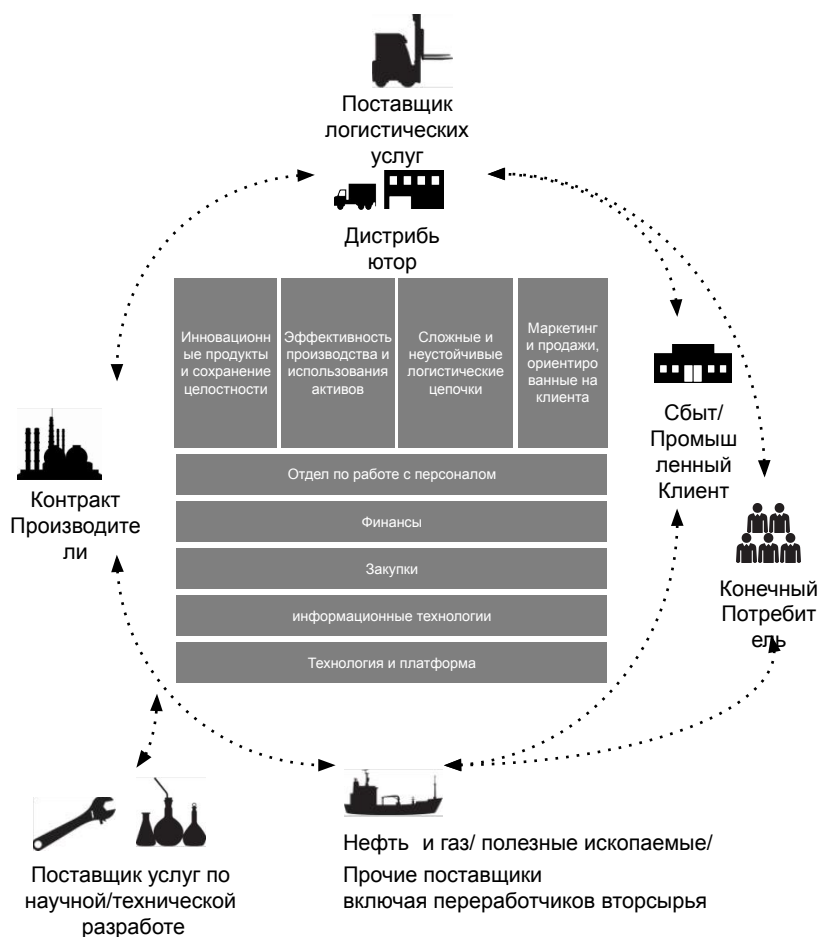 Поставщик
логистических
услуг
Дистрибь
ютор
Инновационн
ые продукты
и сохранение
целостности
Эффективность
производства и
использования
активов
Сложные и
неустойчивые
логистические
цепочки
Маркетинг
и продажи,
ориентиро
ванные на
клиента
Сбыт/
Промыш
ленный
Клиент
Отдел по работе с персоналом
Контракт
Производите
ли
Финансы
Закупки
Конечный
Потребит
ель
информационные технологии
Технология и платформа
Поставщик услуг по
научной/технической
разработе
Нефть и газ/ полезные ископаемые/
Прочие поставщики
включая переработчиков вторсырья